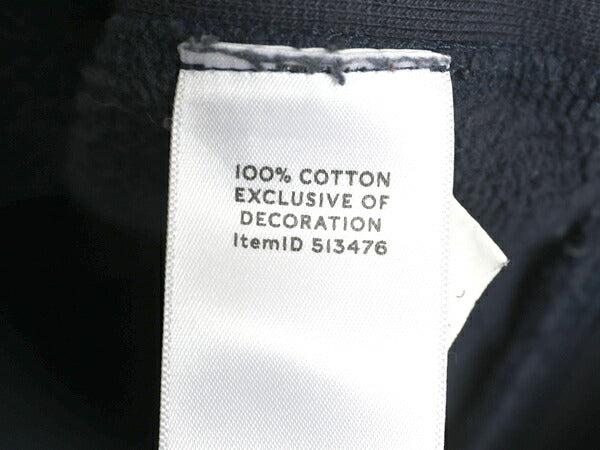 100% COTTON
EXCLUSIVE OF
DECORATION
ItemID 513476